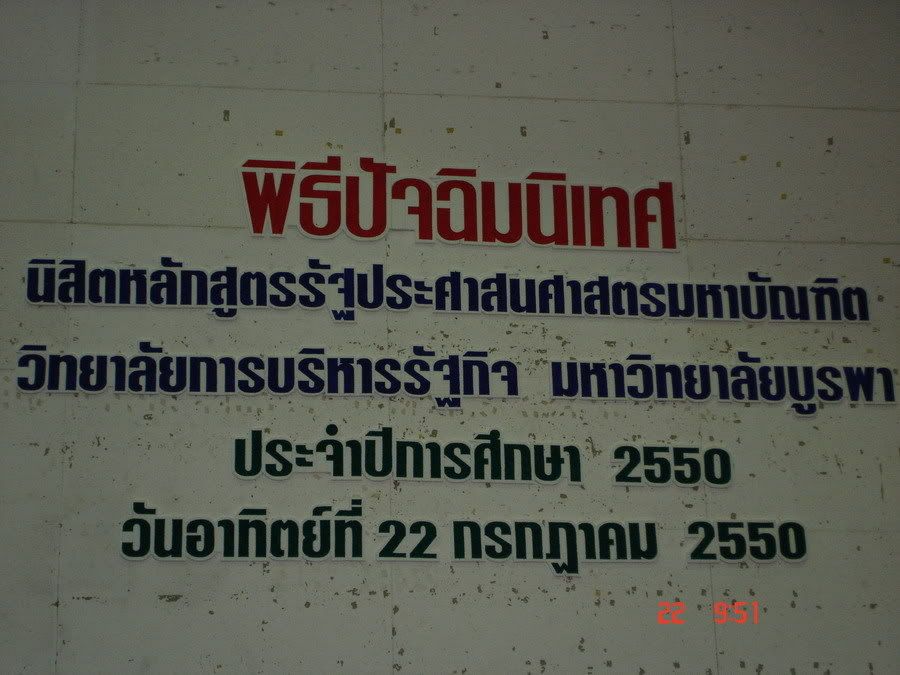 พิธีปัจฉิมนิเทศ
นิสิตหลักสูตรรัฐประศาสนศาสตรมหาบัณฑิต
วิทยาลัยการบริหารรัฐกิจ มหาวิทยาลัยบูรพา
ประจำปีการศึกษา 2550
วันอาทิตย์ที่ 22 กรกฎาคม 2550
22 9:51